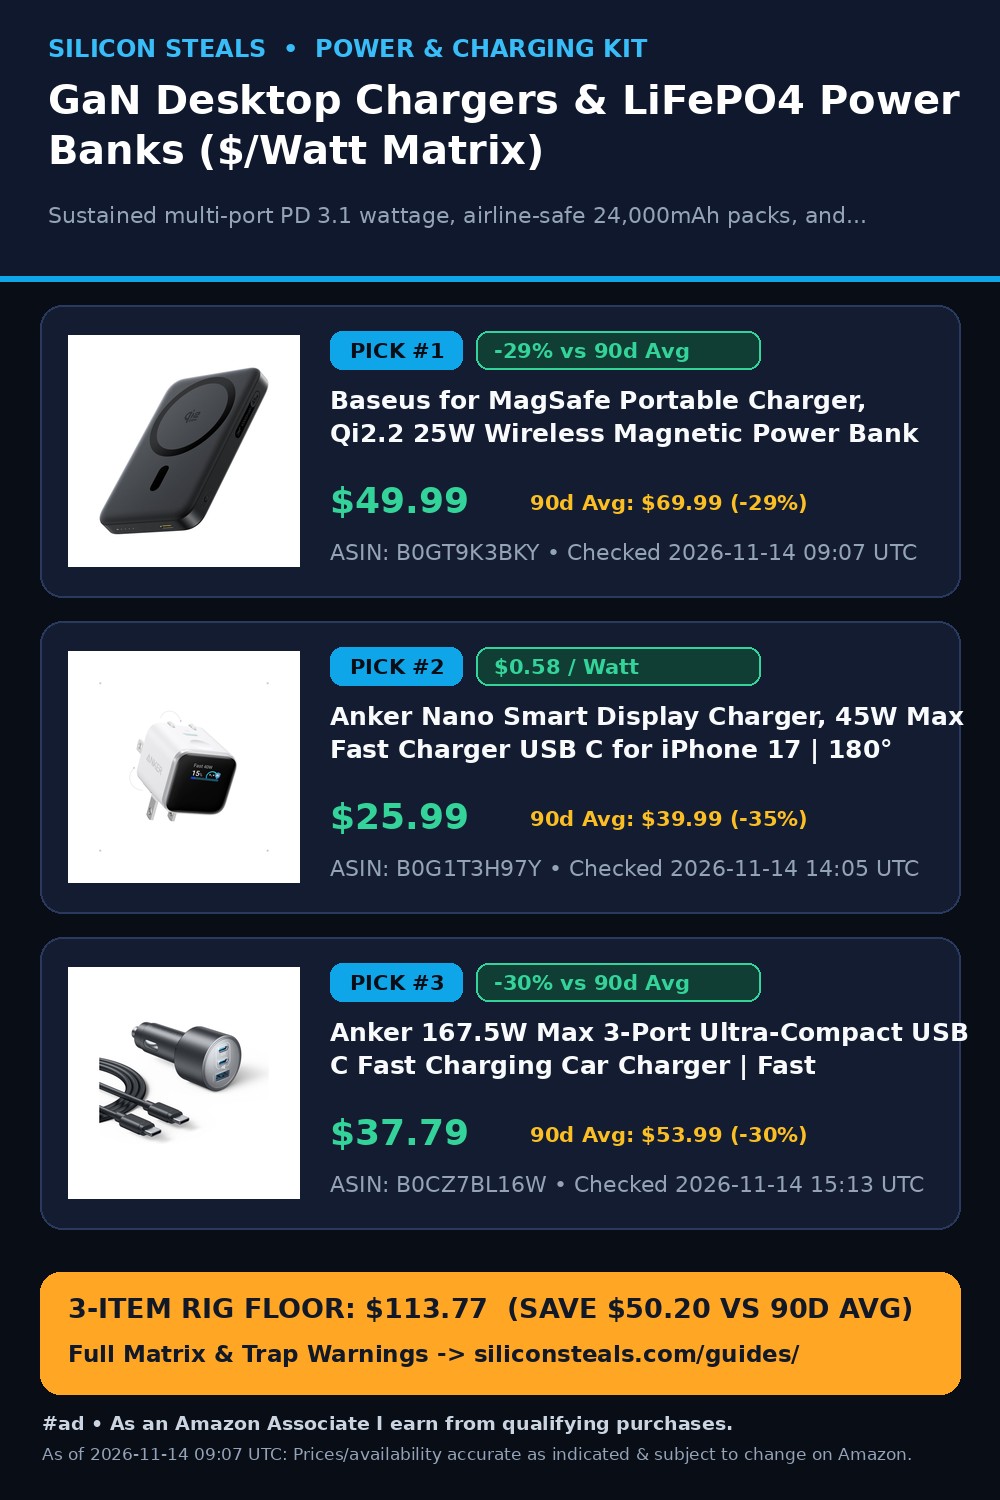 SILICON STEALS • POWER & CHARGING KIT
GaN Desktop Chargers & LiFePO4 Power
Banks ($/Watt Matrix)
Sustained multi-port PD 3.1 wattage, airline-safe 24,000mAh packs, and...
PICK #1
-29% vs 90d Avg
Baseus for MagSafe Portable Charger,
Qi2.2 25W Wireless Magnetic Power Bank
$49.99
90d Avg: $69.99 (-29%)
ASIN: B0GT9K3BKY • Checked 2026-11-14 09:07 UTC
PICK #2
$0.58 / Watt
Anker Nano Smart Display Charger, 45W Max
Fast Charger USB C for iPhone 17 | 180°
ANKER
$25.99
90d Avg: $39.99 (-35%)
ASIN: B0G1T3H97Y • Checked 2026-11-14 14:05 UTC
PICK #3
-30% vs 90d Avg
Anker 167.5W Max 3-Port Ultra-Compact USB
C Fast Charging Car Charger | Fast
$37.79
90d Avg: $53.99 (-30%)
ASIN: B0CZ7BL16W • Checked 2026-11-14 15:13 UTC
3-ITEM RIG FLOOR: $113.77 (SAVE $50.20 VS 90D AVG)
Full Matrix & Trap Warnings -> siliconsteals.com/guides/
#ad • As an Amazon Associate I earn from qualifying purchases.
As of 2026-11-14 09:07 UTC: Prices/availability accurate as indicated & subject to change on Amazon.